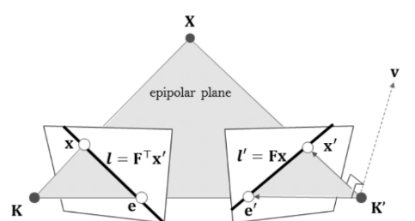 X
epipolar plane
v
x
l = F⊤x′
l′ = Fx
x′
K
e
e′
K′